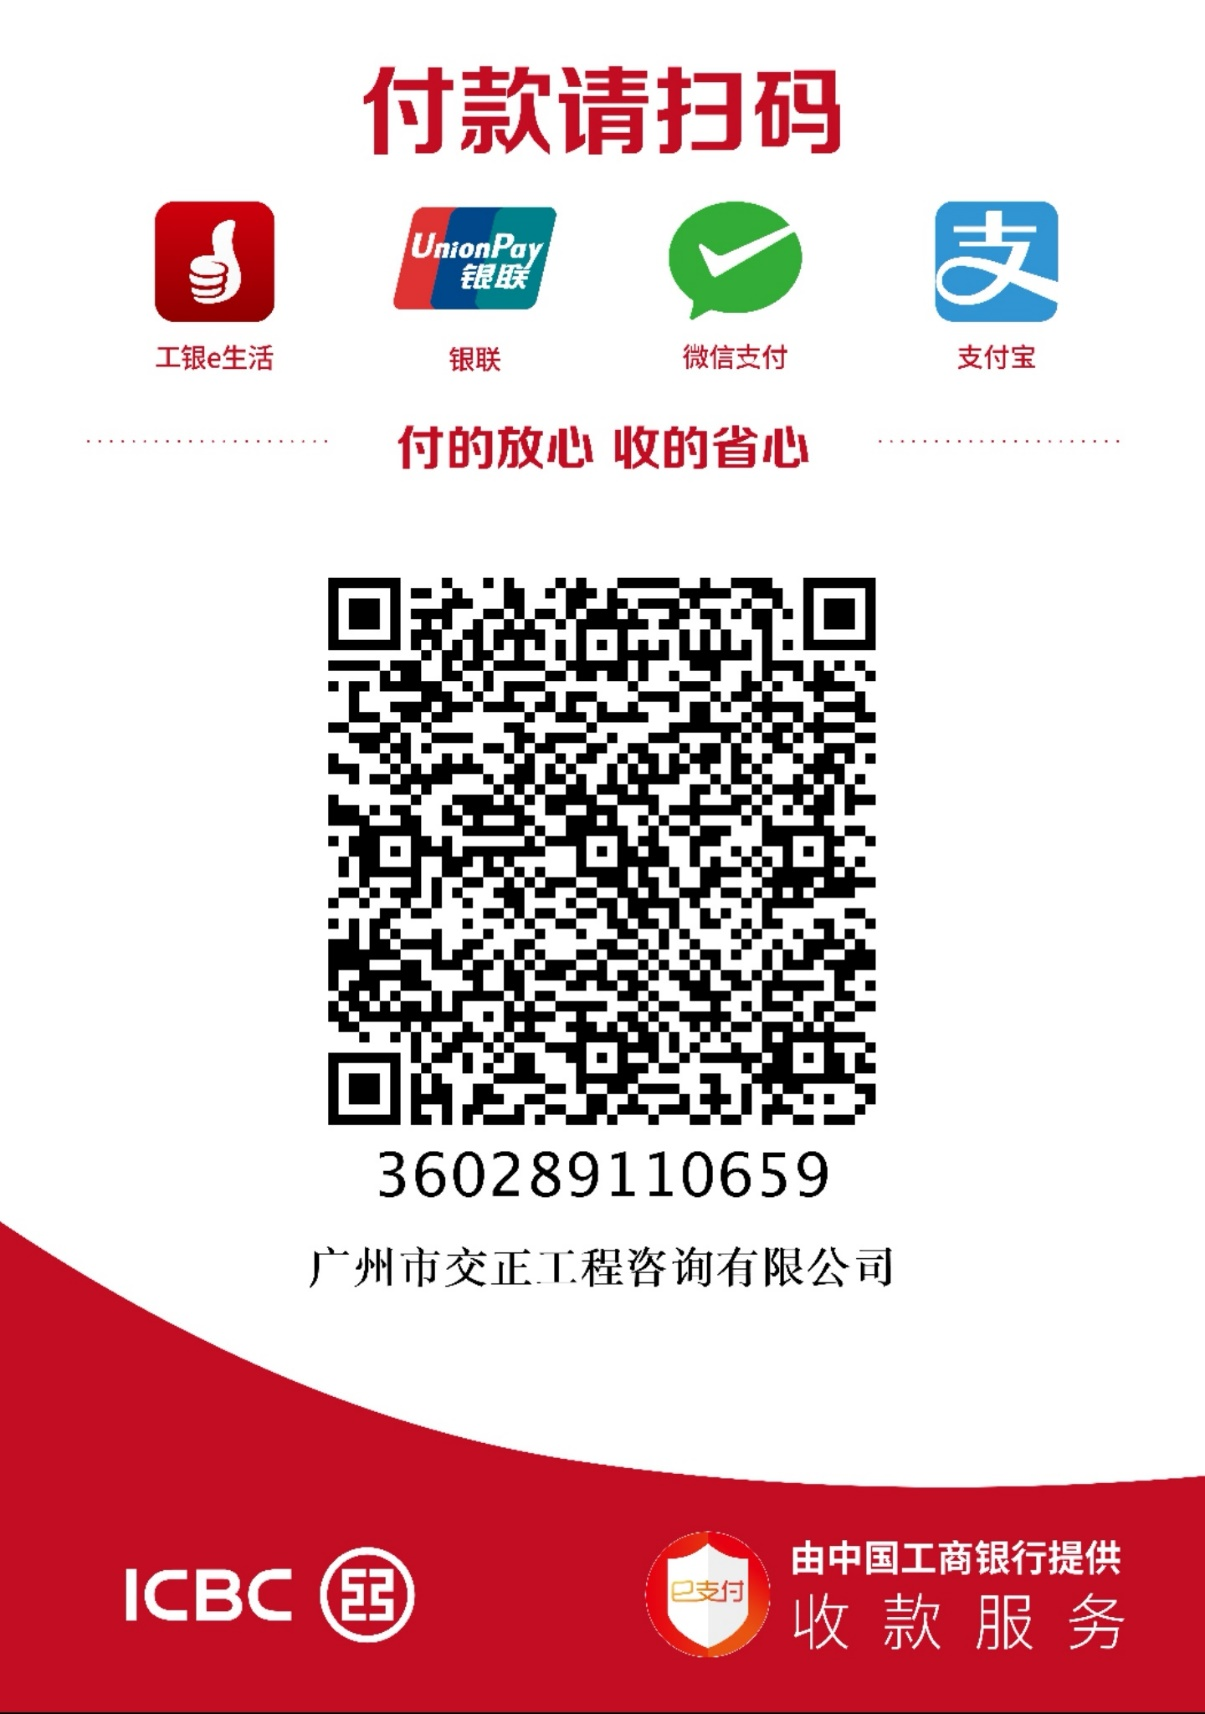 付款请扫码
UnionPay
银联
支
工银e生活 银联 微信支付 支付宝
付的放心 收的省心
360289110659
广州市交正工程咨询有限公司
ICBC
已支付
由中国工商银行提供
收款服务